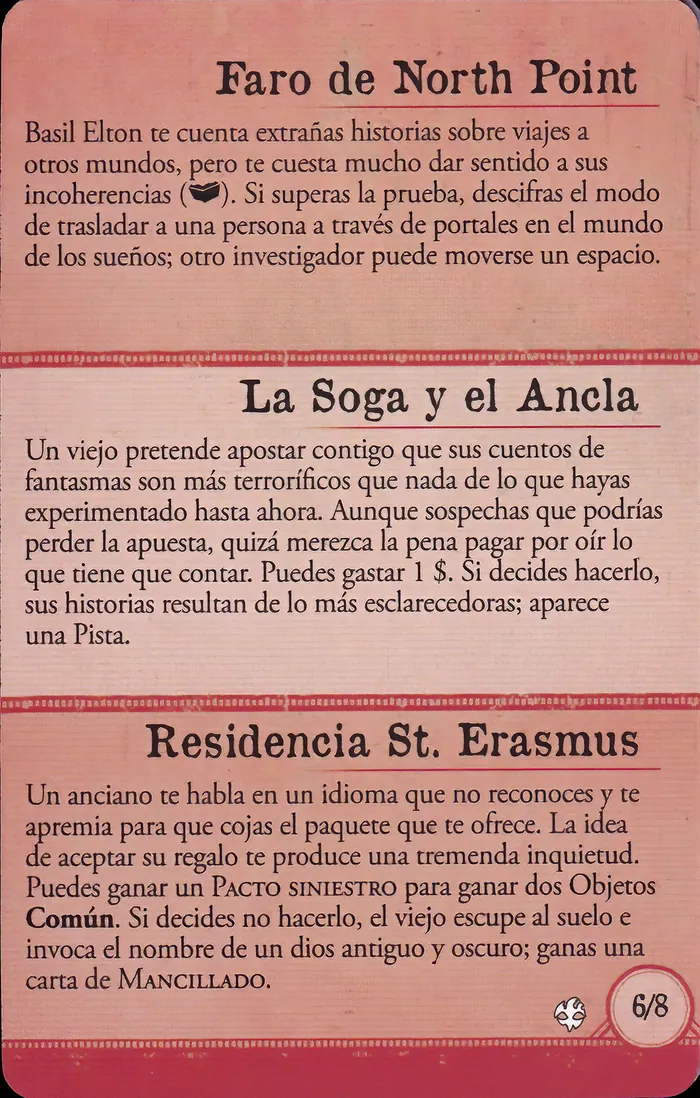 Faro de North Point
Basil Elton te cuenta extrañas historias sobre viajes a
otros mundos, pero te cuesta mucho dar sentido a sus
incoherencias (). Si superas la prueba, descifras el modo
de trasladar a una persona a través de portales en el mundo
de los sueños; otro investigador puede moverse un espacio.
La Soga y el Ancla
Un viejo pretende apostar contigo que sus cuentos de
fantasmas son más terroríficos que nada de lo que hayas
experimentado hasta ahora. Aunque sospechas que podrías
perder la apuesta, quizá merezca la pena pagar por oír lo
que tiene que contar. Puedes gastar 1 $. Si decides hacerlo,
sus historias resultan de lo más esclarecedoras; aparece
una Pista.
Residencia St. Erasmus
Un anciano te habla en un idioma que no reconoces y te
apremia para que cojas el paquete que te ofrece. La idea
de aceptar su regalo te produce una tremenda inquietud.
Puedes ganar un PACTO SINIESTRO para ganar dos Objetos
Común. Si decides no hacerlo, el viejo escupe al suelo e
invoca el nombre de un dios antiguo y oscuro; ganas una
carta de MANCILLADO.
6/8